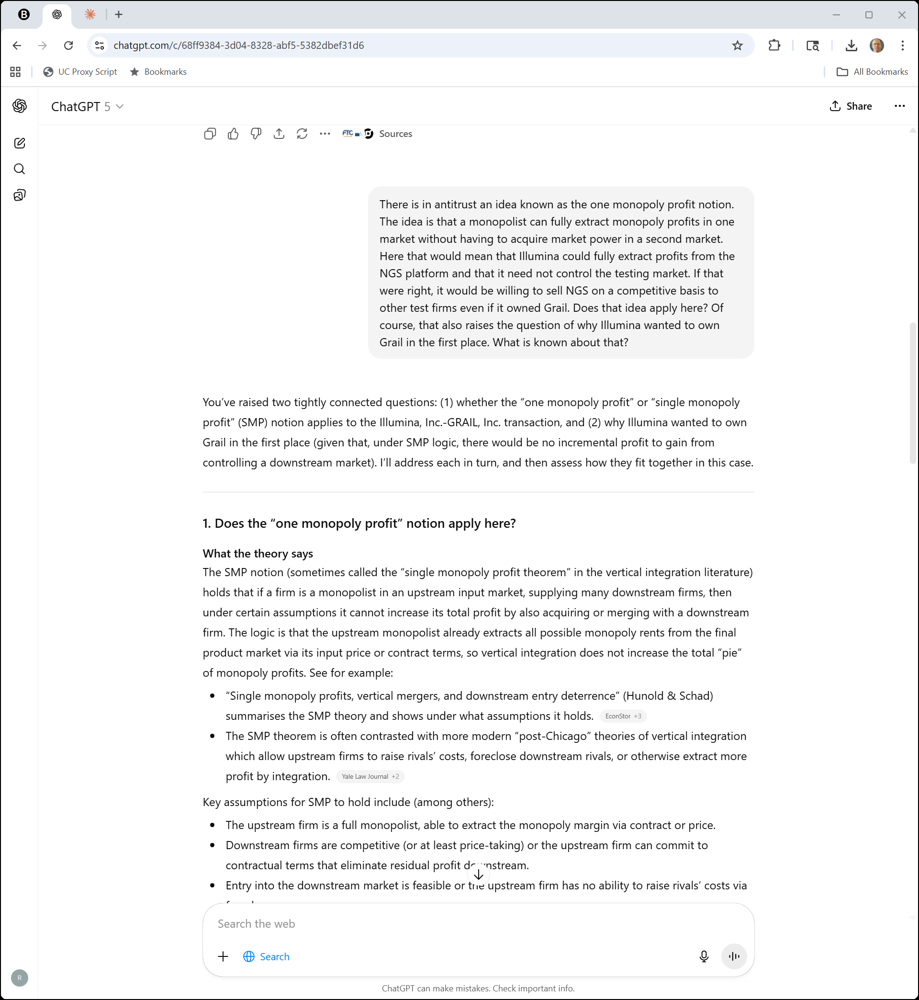 B
chatgpt.com/c/68ff9384-3d04-8328-abf5-5382dbef31d6
UC Proxy Script
Bookmarks
All Bookmarks
ChatGPT 5
Share
FTC
Sources
There is in antitrust an idea known as the one monopoly profit notion.
The idea is that a monopolist can fully extract monopoly profits in one
market without having to acquire market power in a second market.
Here that would mean that Illumina could fully extract profits from the
NGS platform and that it need not control the testing market. If that
were right, it would be willing to sell NGS on a competitive basis to
other test firms even if it owned Grail. Does that idea apply here? Of
course, that also raises the question of why Illumina wanted to own
Grail in the first place. What is known about that?
You’ve raised two tightly connected questions: (1) whether the “one monopoly profit” or “single monopoly
profit” (SMP) notion applies to the Illumina, Inc.-GRAIL, Inc. transaction, and (2) why Illumina wanted to own
Grail in the first place (given that, under SMP logic, there would be no incremental profit to gain from
controlling a downstream market). I’ll address each in turn, and then assess how they fit together in this case.
1. Does the “one monopoly profit” notion apply here?
What the theory says
The SMP notion (sometimes called the “single monopoly profit theorem” in the vertical integration literature)
holds that if a firm is a monopolist in an upstream input market, supplying many downstream firms, then
under certain assumptions it cannot increase its total profit by also acquiring or merging with a downstream
firm. The logic is that the upstream monopolist already extracts all possible monopoly rents from the final
product market via its input price or contract terms, so vertical integration does not increase the total “pie”
of monopoly profits. See for example:
• “Single monopoly profits, vertical mergers, and downstream entry deterrence” (Hunold & Schad)
summarises the SMP theory and shows under what assumptions it holds. EconStor +3
• The SMP theorem is often contrasted with more modern “post-Chicago” theories of vertical integration
which allow upstream firms to raise rivals’ costs, foreclose downstream rivals, or otherwise extract more
profit by integration. Yale Law Journal +2
Key assumptions for SMP to hold include (among others):
• The upstream firm is a full monopolist, able to extract the monopoly margin via contract or price.
• Downstream firms are competitive (or at least price-taking) or the upstream firm can commit to
contractual terms that eliminate residual profit downstream.
• Entry into the downstream market is feasible or the upstream firm has no ability to raise rivals’ costs via
Search the web
Search
R
ChatGPT can make mistakes. Check important info.